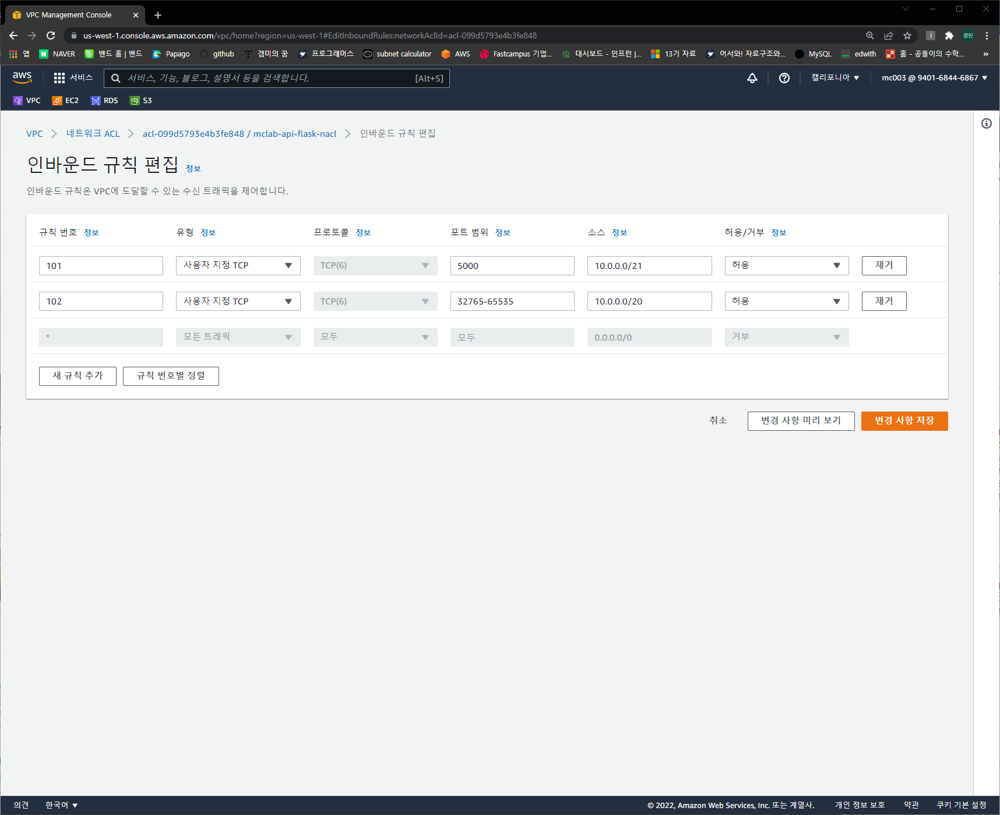 VPC Management Console
us-west-1.console.aws.amazon.com/vpc/home?region=us-west-1#EditInboundRules:networkAclId=acl-099d5793e4b3fe848
경민
앱 NAVER 밴드 홈 | 밴드 Papago github 캠미의 꿈 프로그래머스 subnet calculator AWS Fastcampus 기업... 대시보드 - 인프런 |... 13기 자료 어서와! 자료구조와... MySQL edwith 홈 - 공돌이의 수학... »
aws 서비스 서비스, 기능, 블로그, 설명서 등을 검색합니다. [Alt+S] 캘리포니아 ▼ mc003 @ 9401-6844-6867 ▼
VPC EC2 RDS S3
VPC 네트워크 ACL acl-099d5793e4b3fe848 / mclab-api-flask-nacl 인바운드 규칙 편집
인바운드 규칙 편집 정보
인바운드 규칙은 VPC에 도달할 수 있는 수신 트래픽을 제어합니다.
규칙 번호 정보 유형 정보 프로토콜 정보 포트 범위 정보 소스 정보 허용/거부 정보
101 사용자 지정 TCP TCP(6) 5000 10.0.0.0/21 허용 제거
102 사용자 지정 TCP TCP(6) 32765-65535 10.0.0.0/20 허용 제거
* 모든 트래픽 모두 모두 0.0.0.0/0 거부
새 규칙 추가 규칙 번호별 정렬
취소 변경 사항 미리 보기 변경 사항 저장
의견 한국어 ▼ © 2022, Amazon Web Services, Inc. 또는 계열사. 개인 정보 보호 약관 쿠키 기본 설정